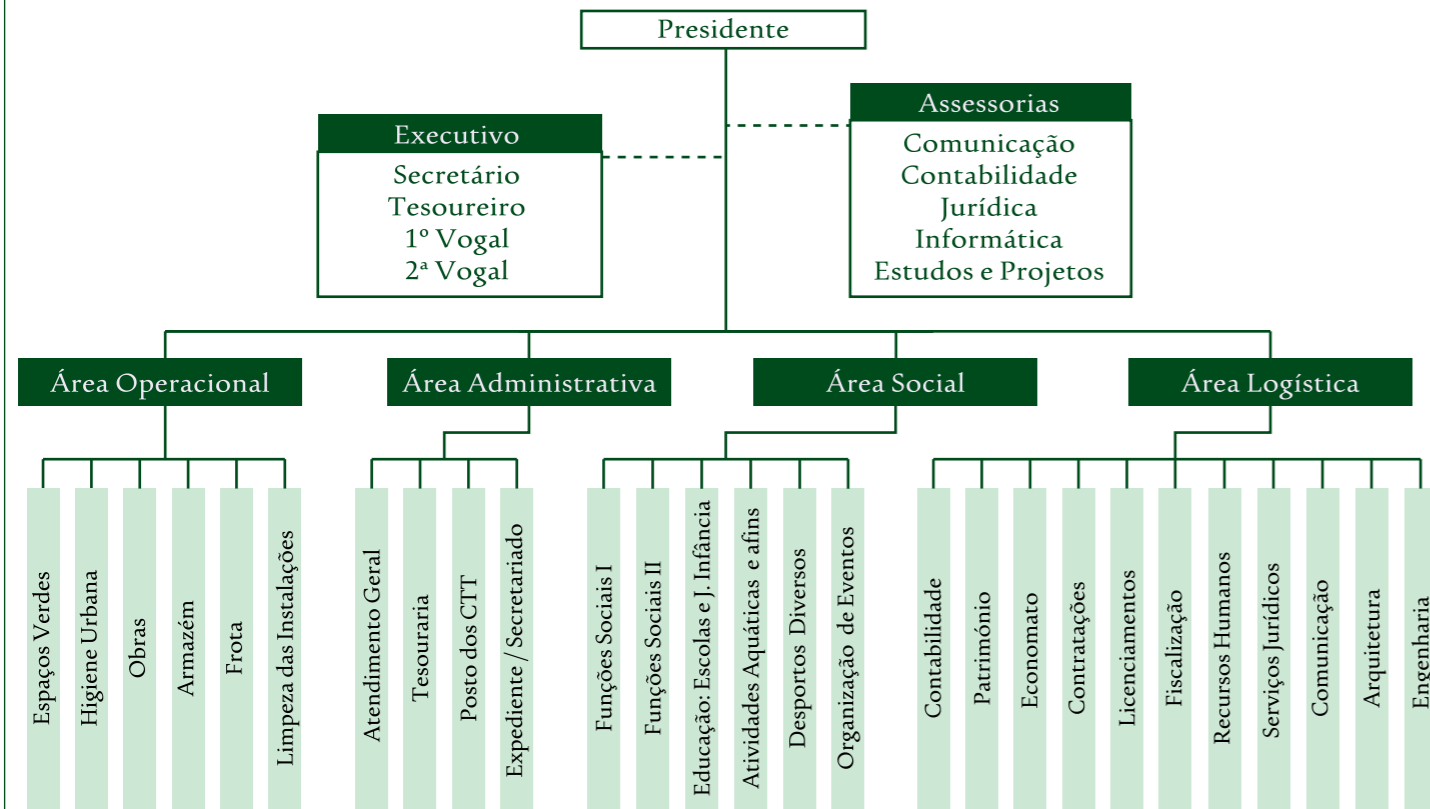 Presidente
Executivo
Secretário
Tesoureiro
1º Vogal
2ª Vogal
Assessorias
Comunicação
Contabilidade
Jurídica
Informática
Estudos e Projetos
Área Operacional
Área Administrativa
Área Social
Área Logística
Espaços Verdes
Higiene Urbana
Obras
Armazém
Frota
Limpeza das Instalações
Atendimento Geral
Tesouraria
Posto dos CTT
Expediente / Secretariado
Funções Sociais I
Funções Sociais II
Educação: Escolas e J. Infância
Atividades Aquáticas e afins
Desportos Diversos
Organização de Eventos
Contabilidade
Património
Economato
Contratações
Licenciamentos
Fiscalização
Recursos Humanos
Serviços Jurídicos
Comunicação
Arquitetura
Engenharia